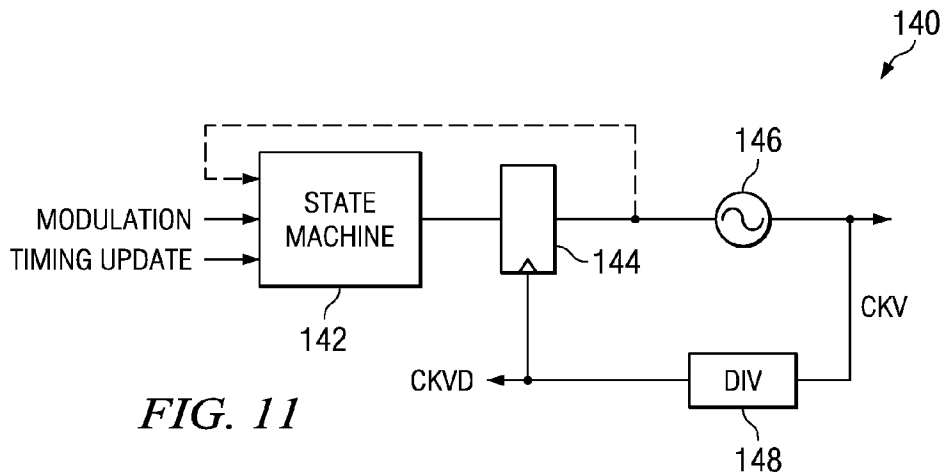 140
146
STATE
MACHINE
MODULATION
TIMING UPDATE
144
142
CKV
CKVD
DIV
148
FIG. 11